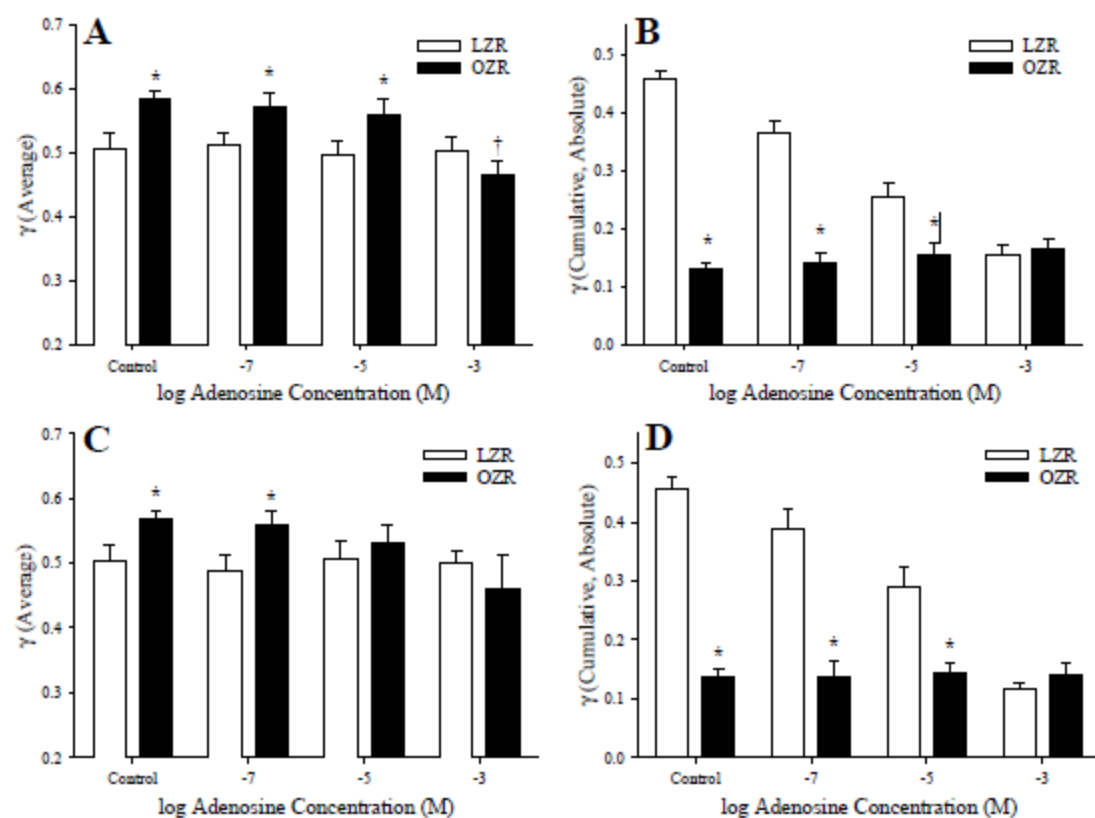 A
LZR
OZR
γ (Average)
0.7
0.6
0.5
0.4
0.3
0.2
* * * †
Control -7 -5 -3
log Adenosine Concentration (M)
B
LZR
OZR
γ (Cumulative, Absolute)
0.5
0.4
0.3
0.2
0.1
0.0
* * *
Control -7 -5 -3
log Adenosine Concentration (M)
C
LZR
OZR
γ (Average)
0.7
0.6
0.5
0.4
0.3
0.2
* *
Control -7 -5 -3
log Adenosine Concentration (M)
D
LZR
OZR
γ (Cumulative, Absolute)
0.5
0.4
0.3
0.2
0.1
0.0
* * *
Control -7 -5 -3
log Adenosine Concentration (M)